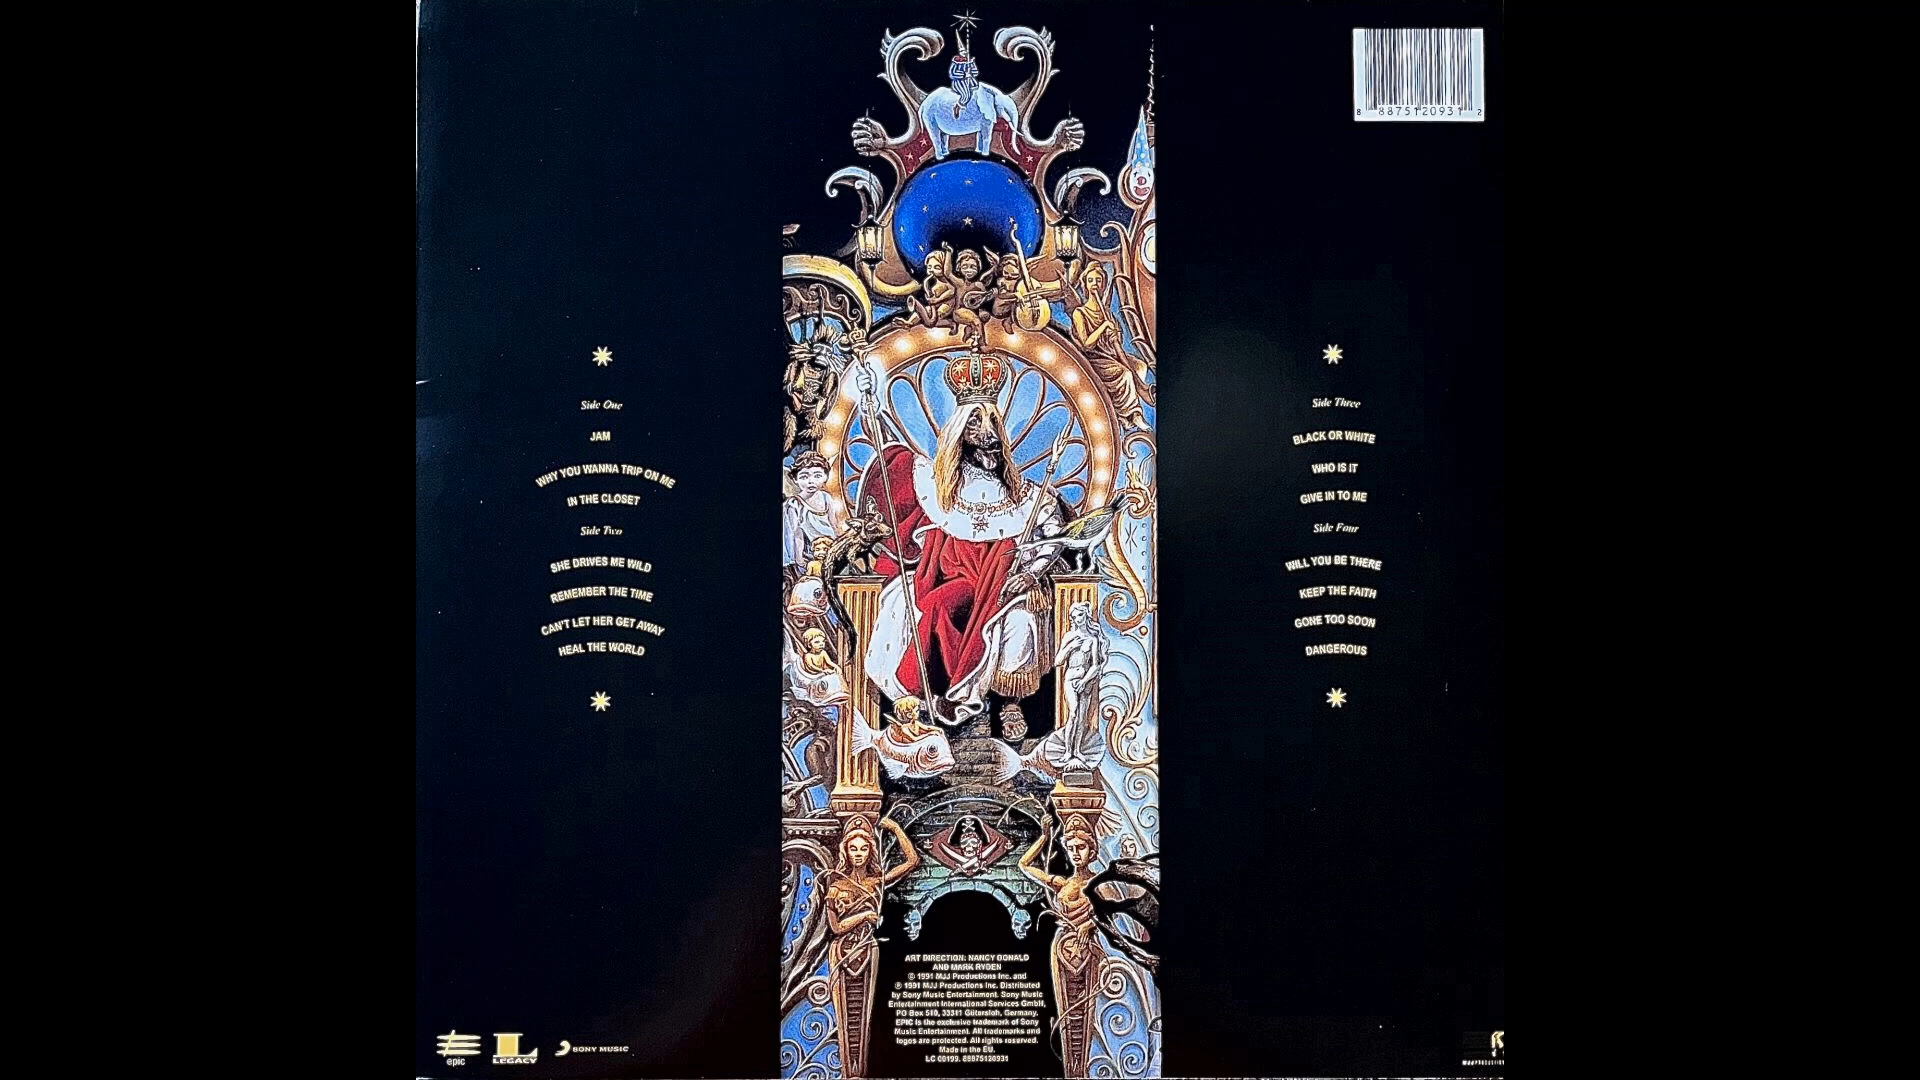 8 88751 20931 2
Side One
JAM
WHY YOU WANNA TRIP ON ME
IN THE CLOSET
Side Two
SHE DRIVES ME WILD
REMEMBER THE TIME
CAN'T LET HER GET AWAY
HEAL THE WORLD
Side Three
BLACK OR WHITE
WHO IS IT
GIVE IN TO ME
Side Four
WILL YOU BE THERE
KEEP THE FAITH
GONE TOO SOON
DANGEROUS
ART DIRECTION: NANCY DONALD
AND MARK RYDEN
© 1991 MJJ Productions Inc. and
℗ 1991 MJJ Productions Inc. Distributed
by Sony Music Entertainment. Sony Music
Entertainment International Services GmbH,
PO Box 510, 33311 Gütersloh, Germany.
EPIC is the exclusive trademark of Sony
Music Entertainment. All trademarks and
logos are protected. All rights reserved.
Made in the EU.
LC 00199. 88875120931
epic
L
LEGACY
SONY MUSIC